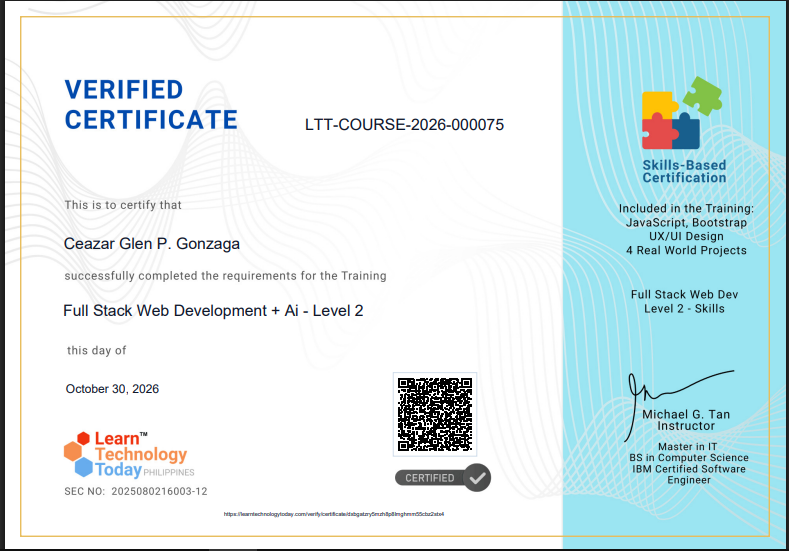 VERIFIED
CERTIFICATE
LTT-COURSE-2026-000075
This is to certify that
Ceazar Glen P. Gonzaga
successfully completed the requirements for the Training
Full Stack Web Development + Ai - Level 2
this day of
October 30, 2026
Learn™
Technology
Today PHILIPPINES
SEC NO: 2025080216003-12
CERTIFIED
Skills-Based
Certification
Included in the Training:
JavaScript, Bootstrap
UX/UI Design
4 Real World Projects
Full Stack Web Dev
Level 2 - Skills
Michael G. Tan
Instructor
Master in IT
BS in Computer Science
IBM Certified Software
Engineer